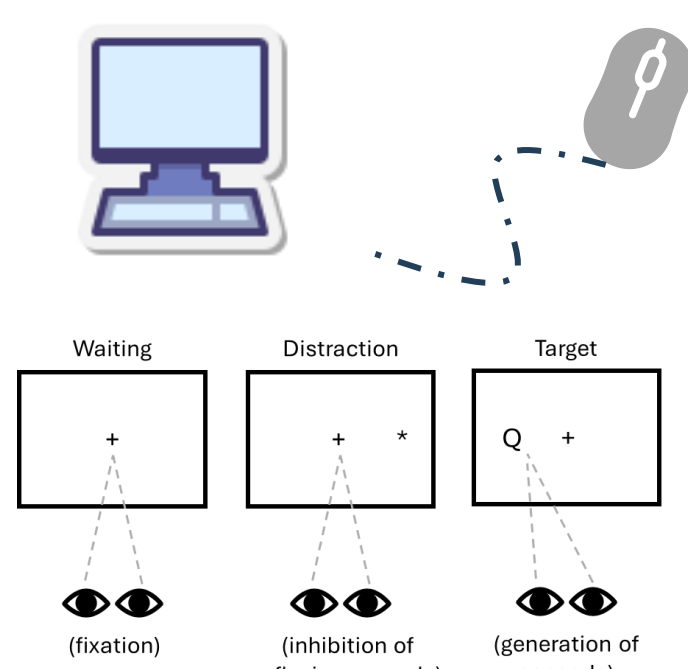 Waiting
Distraction
Target
+
+ *
Q +
(fixation)
(inhibition of
(generation of